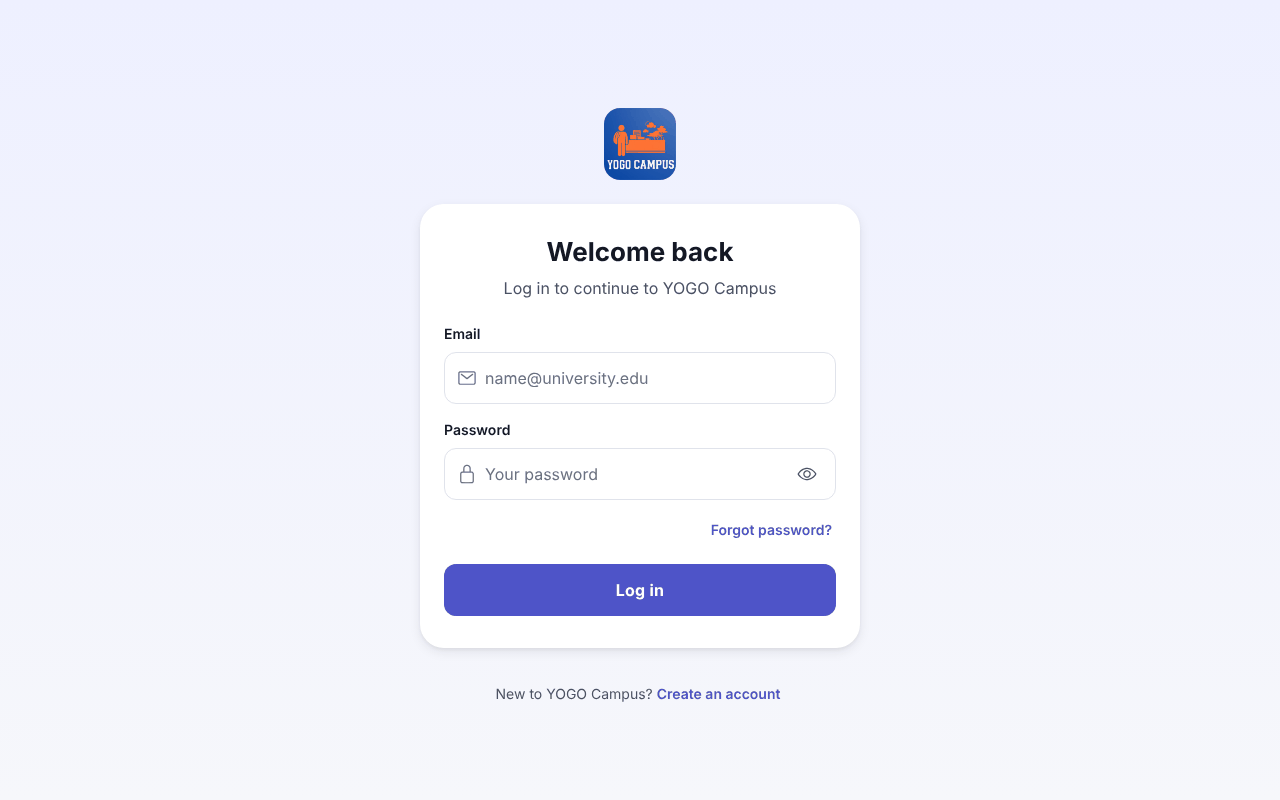 YOGO CAMPUS
Welcome back
Log in to continue to YOGO Campus
Email
name@university.edu
Password
Your password
Forgot password?
Log in
New to YOGO Campus? Create an account